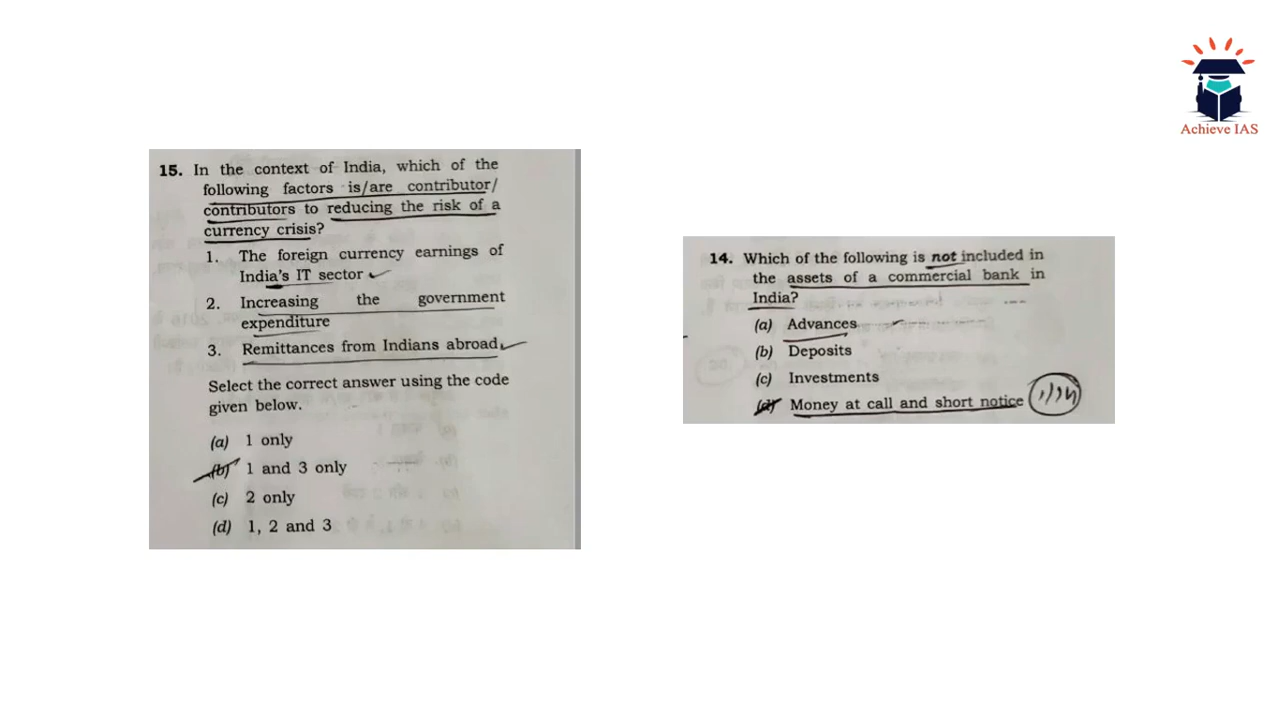 Achieve IAS
15. In the context of India, which of the
following factors is/are contributor/
contributors to reducing the risk of a
currency crisis?
1. The foreign currency earnings of
India's IT sector
2. Increasing the government
expenditure
3. Remittances from Indians abroad.
Select the correct answer using the code
given below.
(a) 1 only
(b) 1 and 3 only
(c) 2 only
(d) 1, 2 and 3
14. Which of the following is not included in
the assets of a commercial bank in
India?
(a) Advances
(b) Deposits
(c) Investments
(d) Money at call and short notice